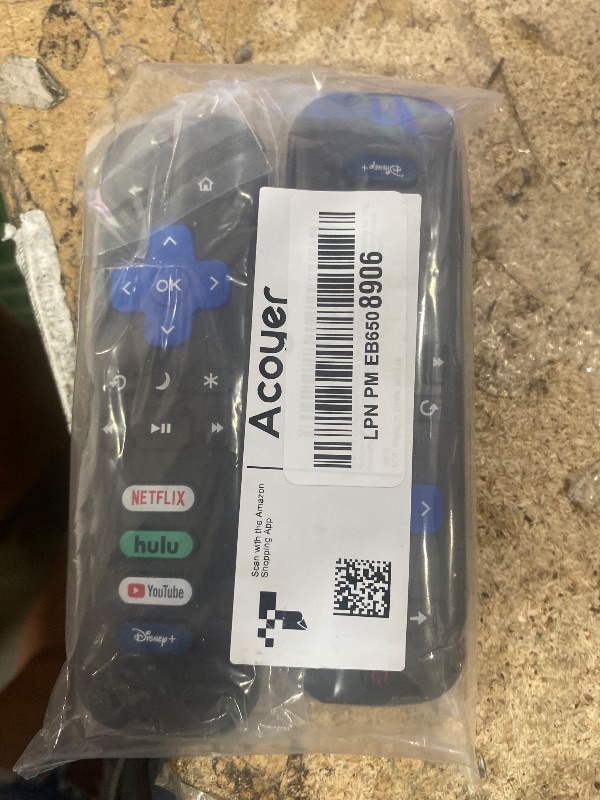 OK
NETFLIX
hulu
YouTube
Disney+
Disney+
Acoyer
Scan with the Amazon
Shopping App
LPN PM EB6508906